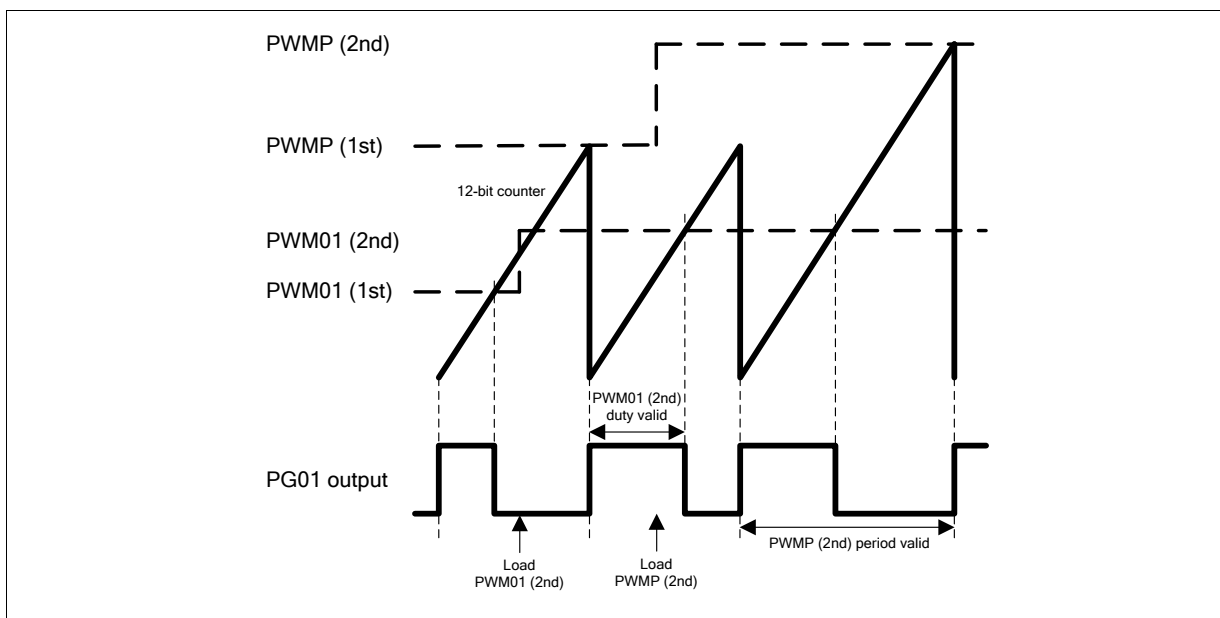 PWMP (2nd)
PWMP (1st)
12-bit counter
PWM01 (2nd)
PWM01 (1st)
PWM01 (2nd)
duty valid
PG01 output
PWMP (2nd) period valid
Load
PWM01 (2nd)
Load
PWMP (2nd)